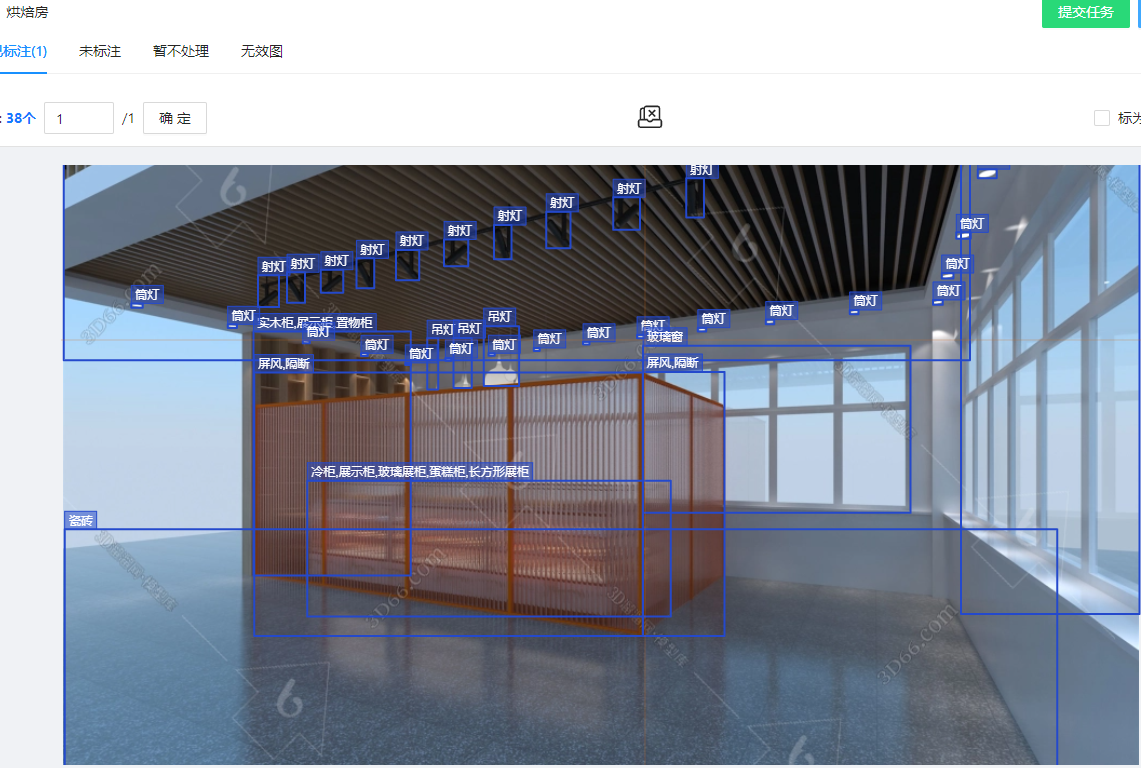 烘焙房
提交任务
标注(1) 未标注 暂不处理 无效图
: 38个 1 /1 确 定 标为
射灯
射灯
射灯
射灯
射灯
射灯
射灯
射灯
射灯
射灯
筒灯
筒灯
筒灯
筒灯
筒灯
实木柜,展示柜,置物柜
筒灯
筒灯
筒灯
吊灯
吊灯
吊灯
筒灯
筒灯
筒灯
筒灯
筒灯
筒灯
筒灯
筒灯
筒灯
玻璃窗
屏风,隔断
屏风,隔断
冷柜,展示柜,玻璃展柜,蛋糕柜,长方形展柜
瓷砖
3D66.com
3D66.com
3D66.com
3D66.com